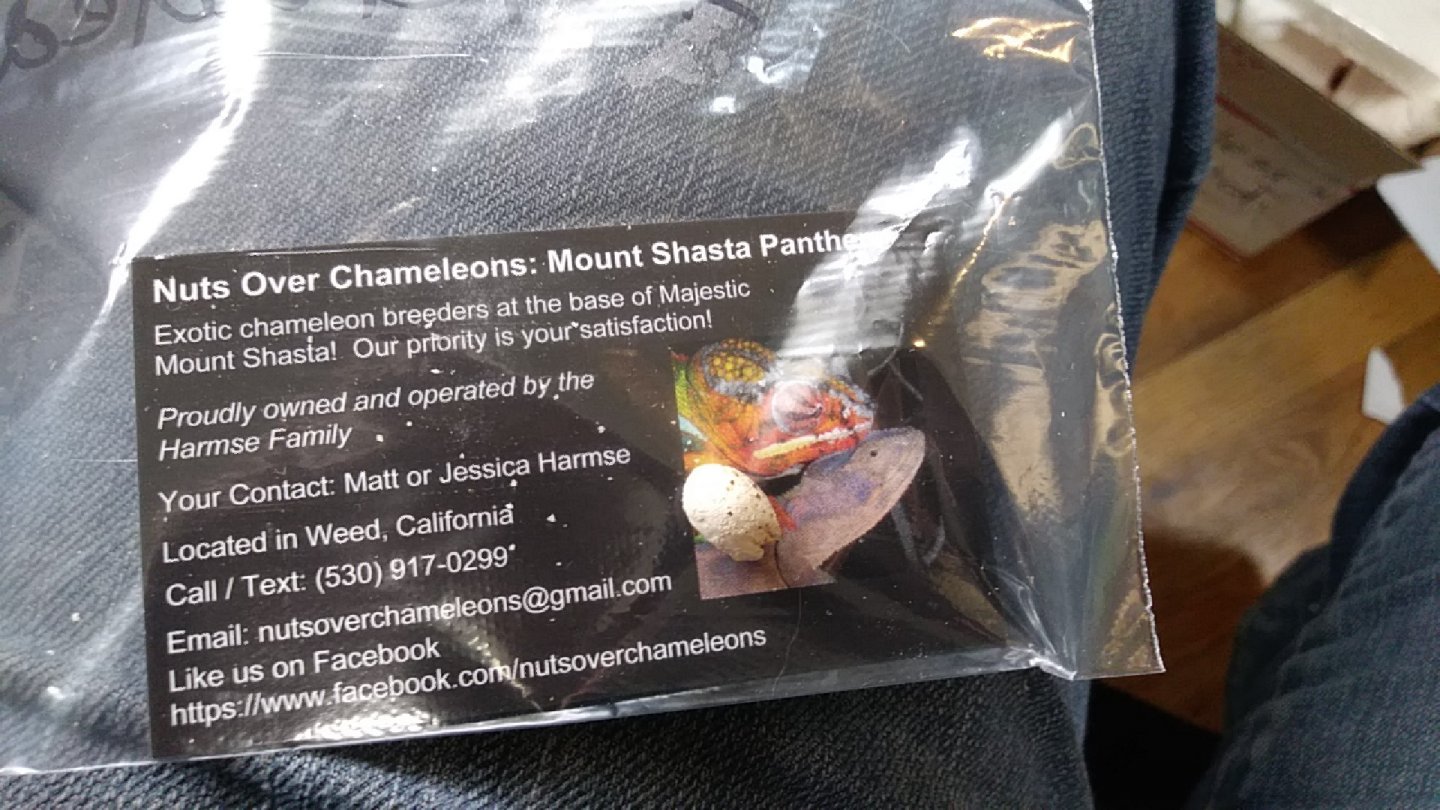 Nuts Over Chameleons: Mount Shasta Panthe
Exotic chameleon breeders at the base of Majestic
Mount Shasta! Our priority is your satisfaction!
Proudly owned and operated by the
Harmse Family
Your Contact: Matt or Jessica Harmse
Located in Weed, California
Call / Text: (530) 917-0299
Email: nutsoverchameleons@gmail.com
Like us on Facebook
https://www.facebook.com/nutsoverchameleons